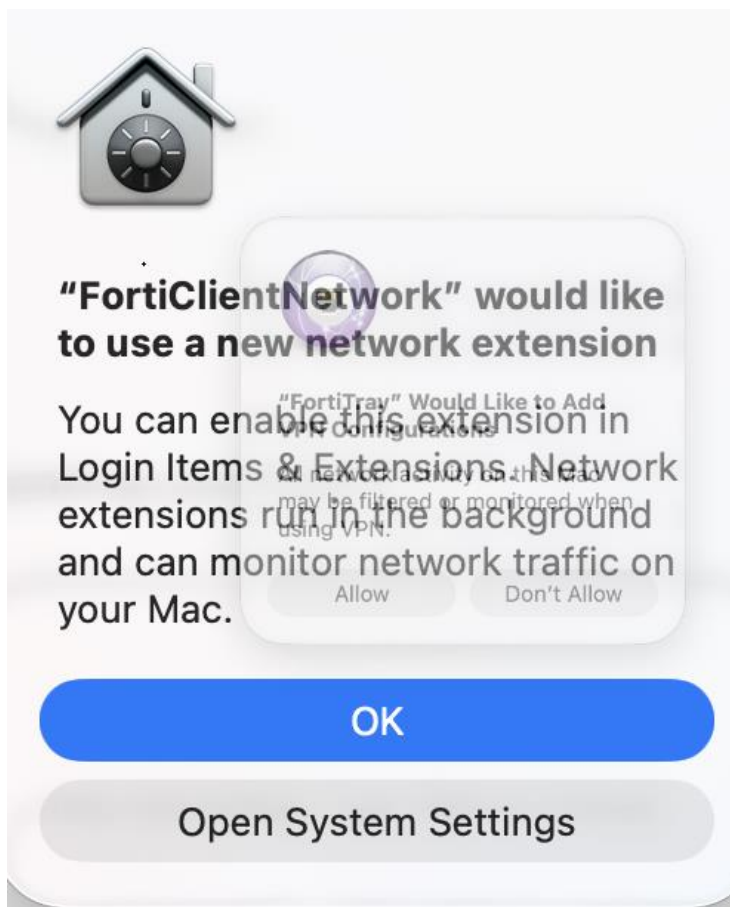 “FortiClientNetwork” would like
to use a new network extension
You can enable this extension in
Login Items & Extensions. Network
extensions run in the background
and can monitor network traffic on
your Mac.
“FortiTray” Would Like to Add
VPN Configurations
All network activity on this Mac
may be filtered or monitored when
using VPN.
Allow
Don’t Allow
OK
Open System Settings